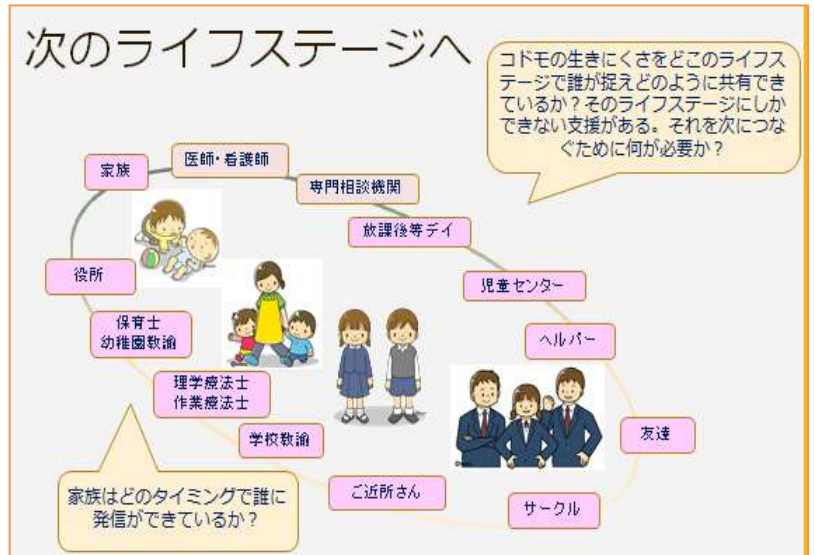 次のライフステージへ
コドモの生きにくさをどこのライフス
テージで誰が捉えどのように共有でき
ているか？そのライフステージにしか
できない支援がある。それを次につな
ぐために何が必要か？
家族
医師・看護師
専門相談機関
放課後等デイ
児童センター
ヘルパー
友達
サークル
ご近所さん
学校教諭
理学療法士
作業療法士
保育士
幼稚園教諭
役所
家族はどのタイミングで誰に
発信ができているか？